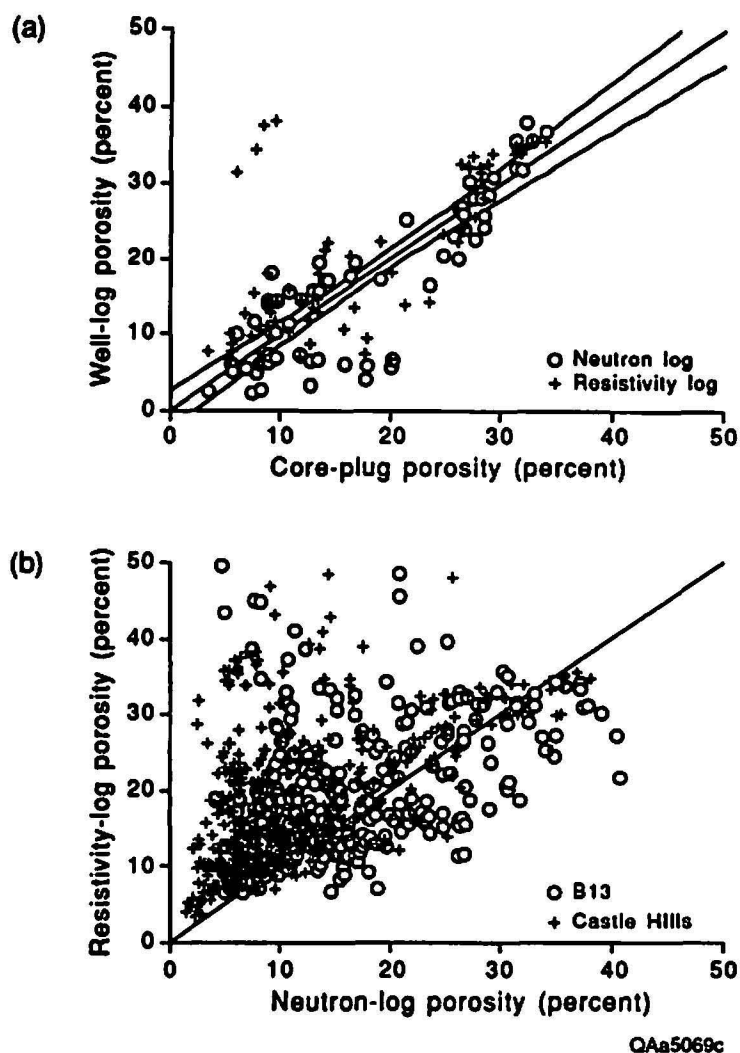 (a)
Well-log porosity (percent)
50
40
30
20
10
0
0 10 20 30 40 50
Core-plug porosity (percent)
Neutron log
Resistivity log
(b)
Resistivity-log porosity (percent)
50
40
30
20
10
0
0 10 20 30 40 50
Neutron-log porosity (percent)
B13
Castle Hills
QAa5069c